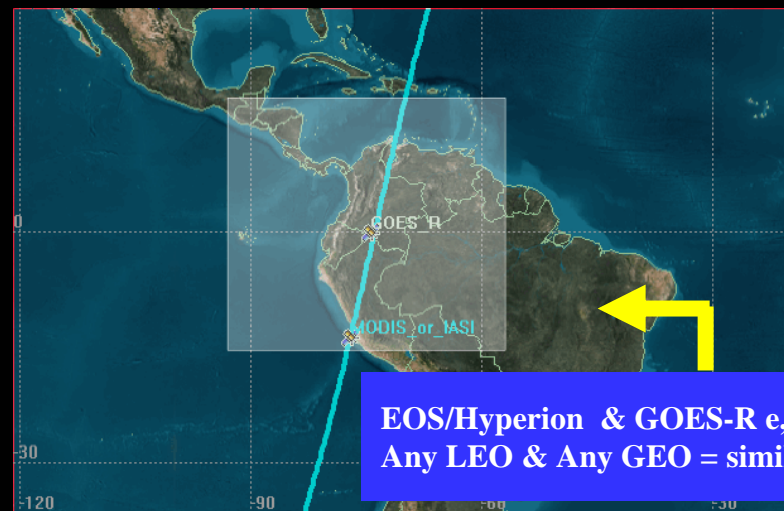 0
GOES_R
MODIS_or_IASI
EOS/Hyperion & GOES-R e,
Any LEO & Any GEO = simi
-30
-120
-90
-60
-30